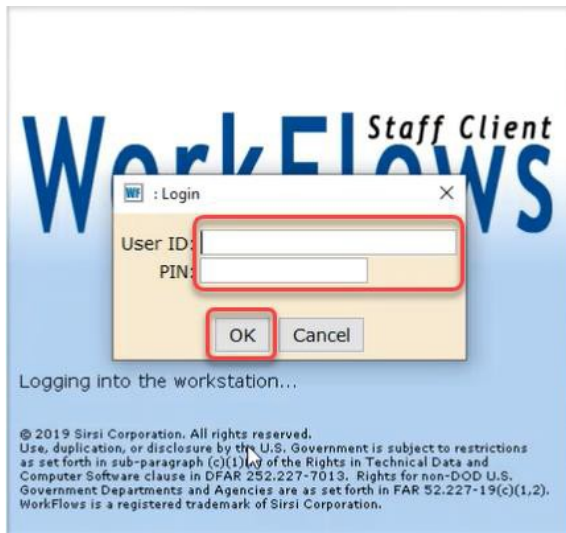 Staff Client
WorkFlows
WF : Login
User ID:
PIN:
OK Cancel
Logging into the workstation...
© 2019 Sirsi Corporation. All rights reserved.
Use, duplication, or disclosure by the U.S. Government is subject to restrictions
as set forth in sub-paragraph (c)(1) of the Rights in Technical Data and
Computer Software clause in DFAR 252.227-7013. Rights for non-DOD U.S.
Government Departments and Agencies are as set forth in FAR 52.227-19(c)(1,2).
WorkFlows is a registered trademark of Sirsi Corporation.